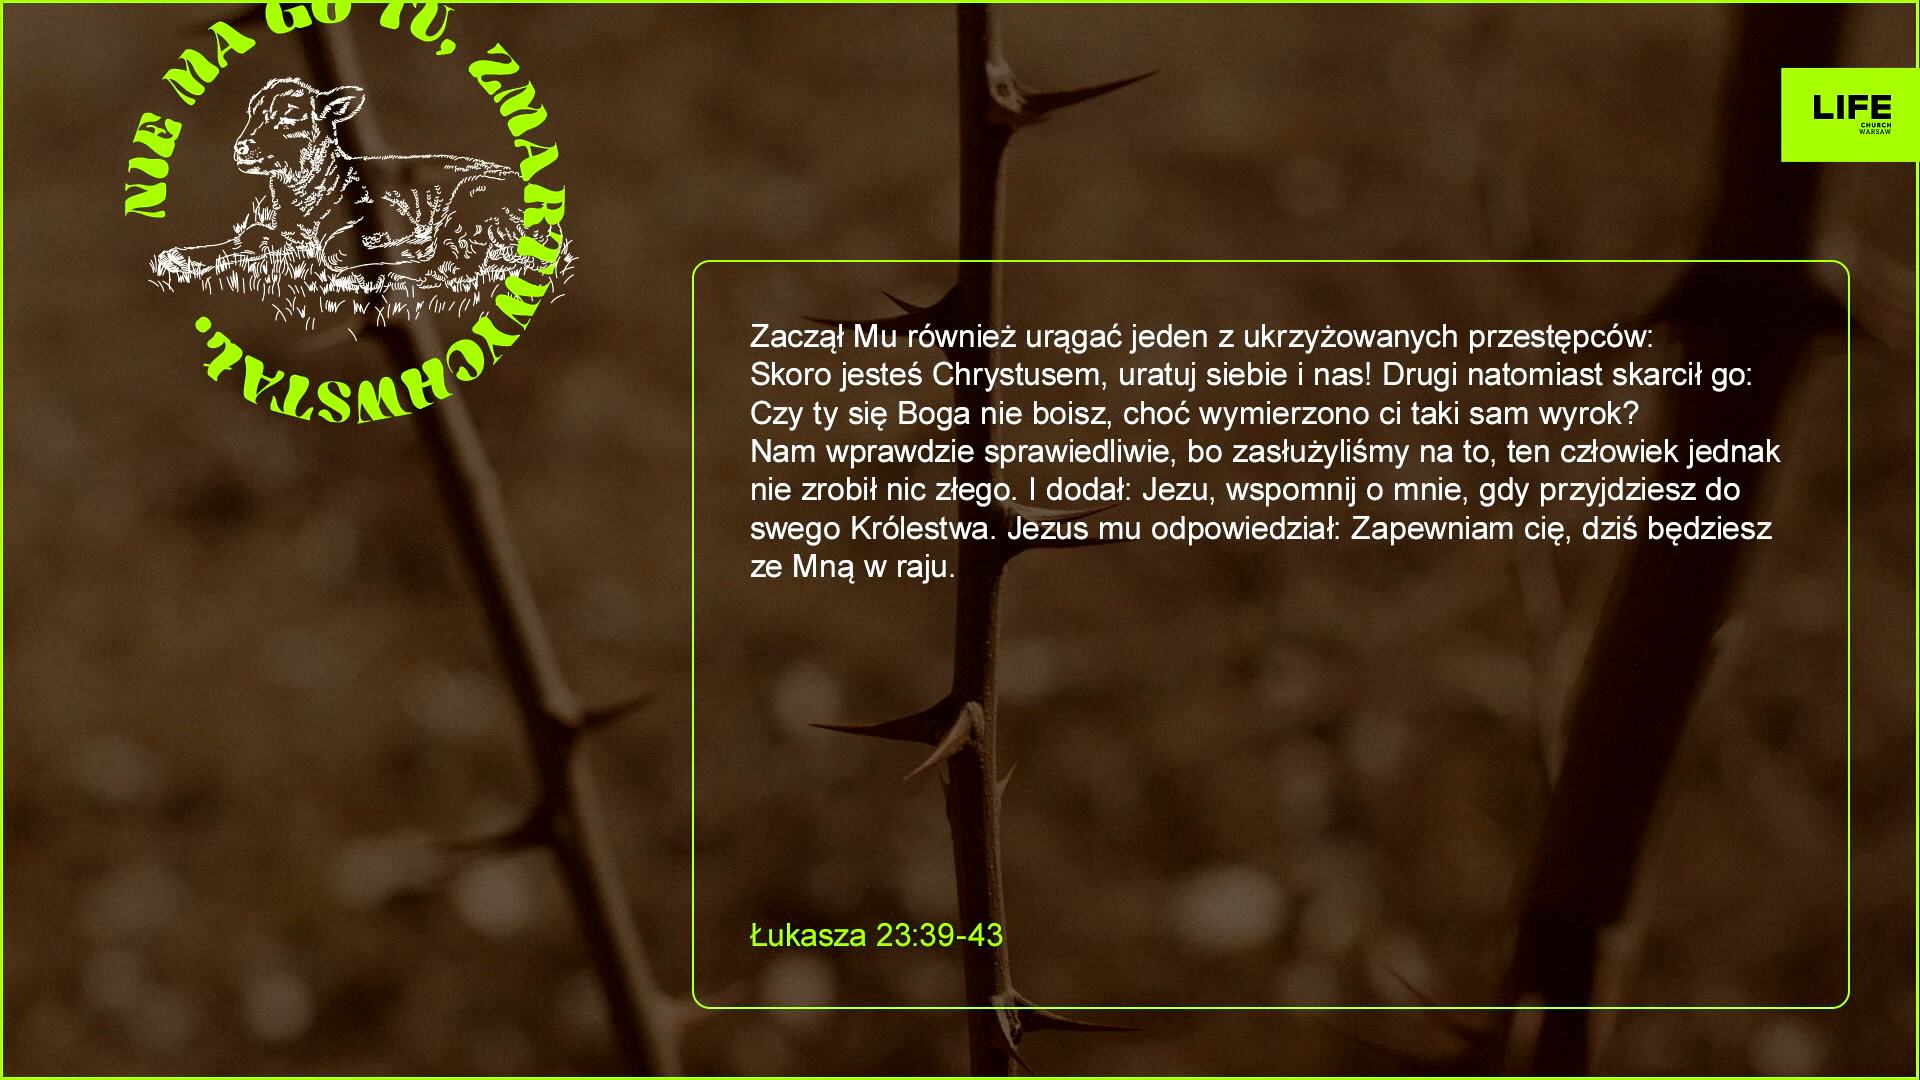 NIE MA GO TU, ZMARTWYCHWSTAŁ.
LIFE
CHURCH
WARSAW
Zaczął Mu również urągać jeden z ukrzyżowanych przestępców:
Skoro jesteś Chrystusem, uratuj siebie i nas! Drugi natomiast skarcił go:
Czy ty się Boga nie boisz, choć wymierzono ci taki sam wyrok?
Nam wprawdzie sprawiedliwie, bo zasłużyliśmy na to, ten człowiek jednak
nie zrobił nic złego. I dodał: Jezu, wspomnij o mnie, gdy przyjdziesz do
swego Królestwa. Jezus mu odpowiedział: Zapewniam cię, dziś będziesz
ze Mną w raju.
Łukasza 23:39-43